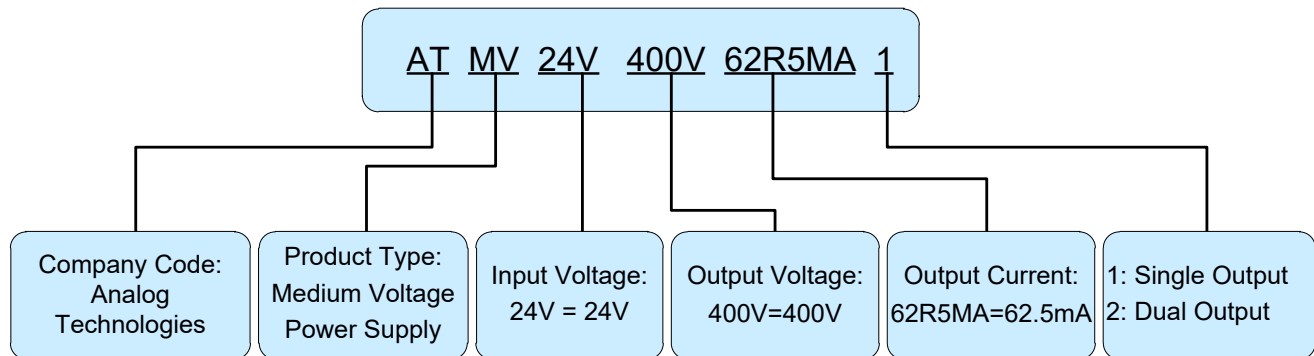 AT MV 24V 400V 62R5MA 1
Company Code:
Analog
Technologies
Product Type:
Medium Voltage
Power Supply
Input Voltage:
24V = 24V
Output Voltage:
400V=400V
Output Current:
62R5MA=62.5mA
1: Single Output
2: Dual Output